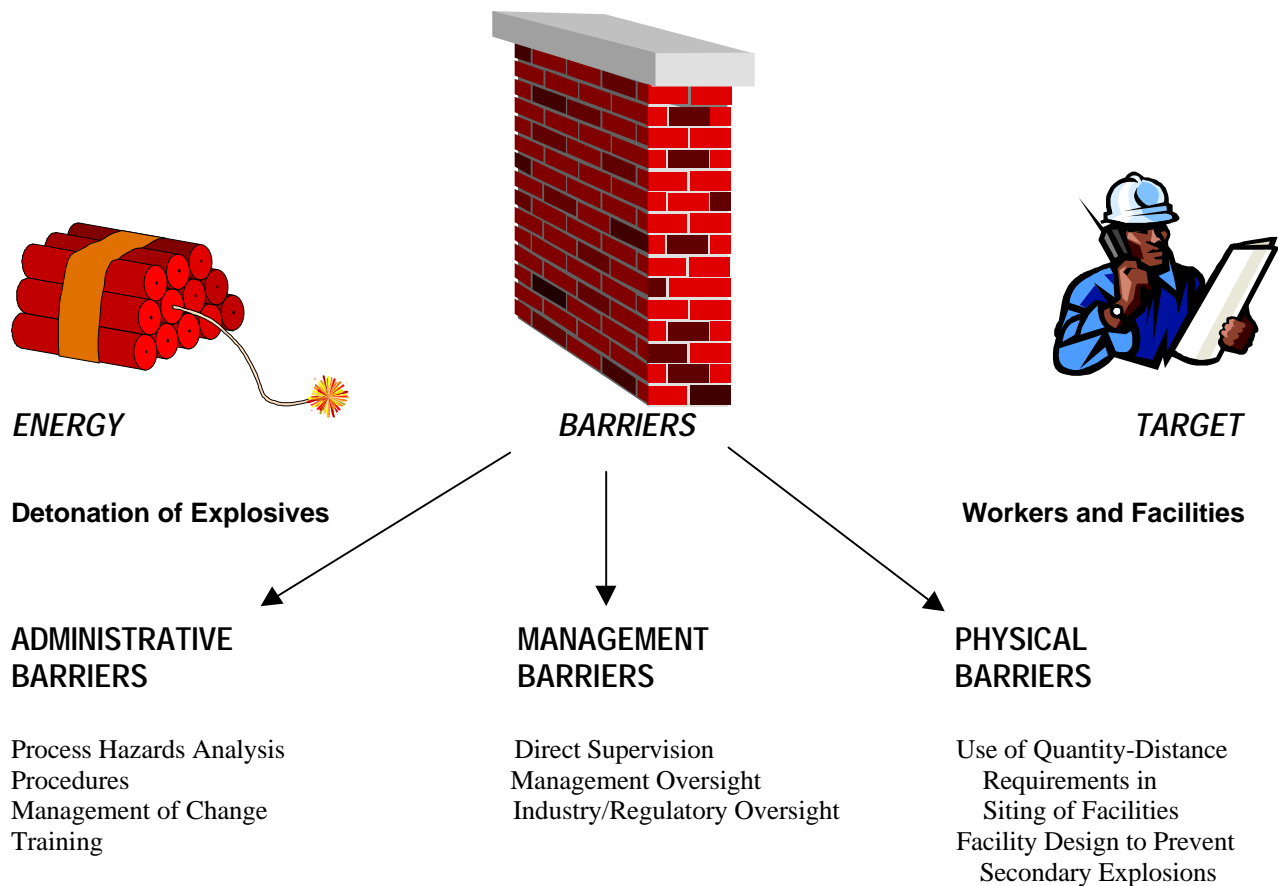 ENERGY
BARRIERS
TARGET
Detonation of Explosives
Workers and Facilities
ADMINISTRATIVE
BARRIERS
Process Hazards Analysis
Procedures
Management of Change
Training
MANAGEMENT
BARRIERS
Direct Supervision
Management Oversight
Industry/Regulatory Oversight
PHYSICAL
BARRIERS
Use of Quantity-Distance
Requirements in
Siting of Facilities
Facility Design to Prevent
Secondary Explosions